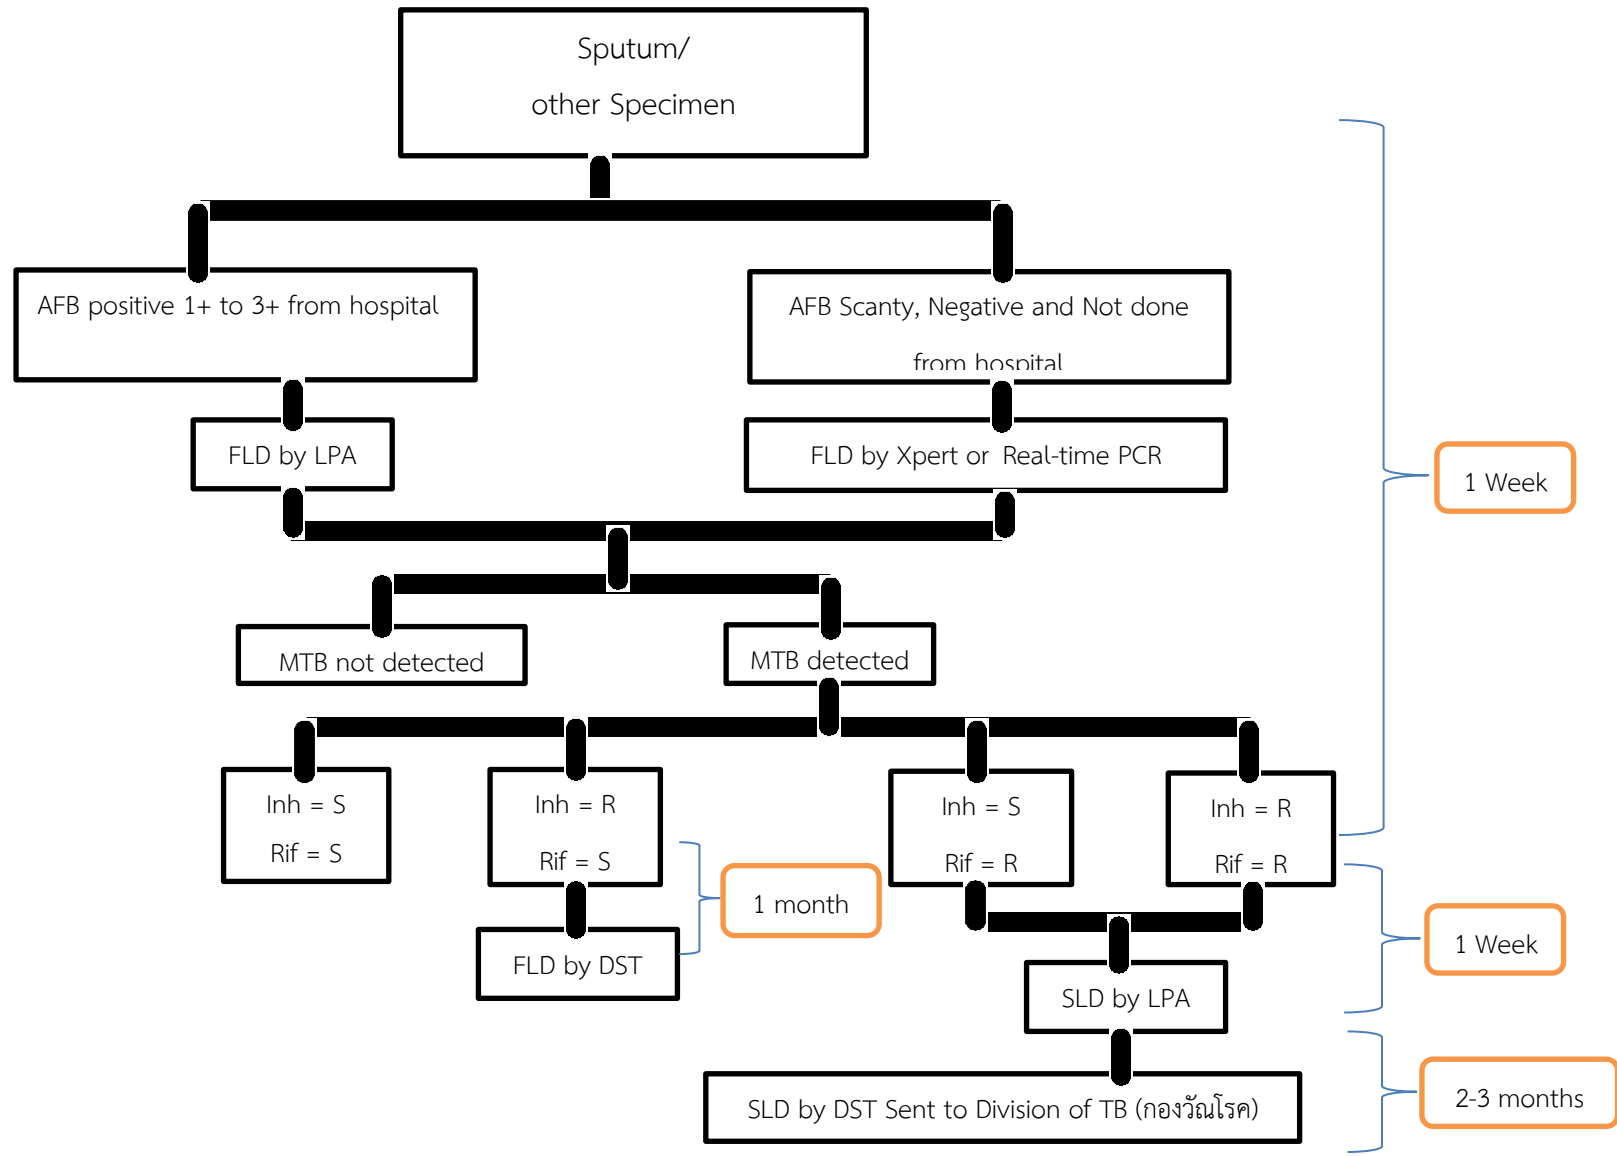 Sputum/
other Specimen
AFB positive 1+ to 3+ from hospital
AFB Scanty, Negative and Not done
from hospital
FLD by LPA
FLD by Xpert or Real-time PCR
1 Week
MTB not detected
MTB detected
Inh = S
Rif = S
Inh = R
Rif = S
Inh = S
Rif = R
Inh = R
Rif = R
1 month
1 Week
FLD by DST
SLD by LPA
SLD by DST Sent to Division of TB (กองวัณโรค)
2-3 months